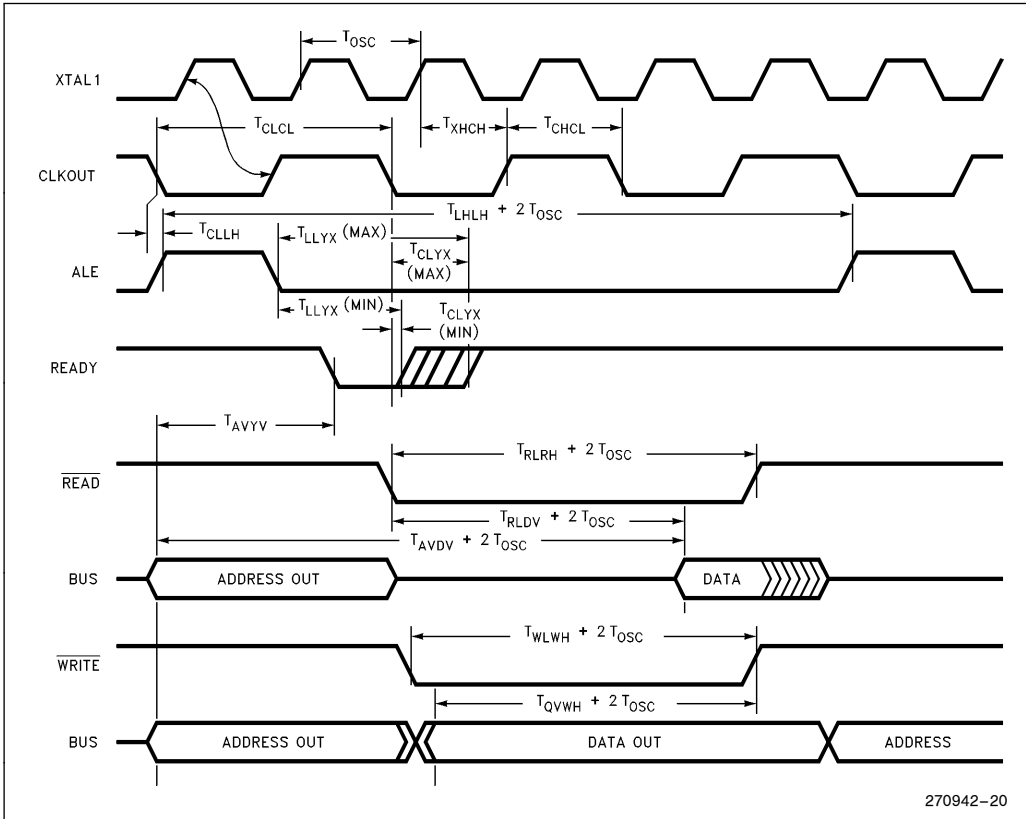 T_OSC
XTAL1
T_CLCL
T_XHCH
T_CHCL
CLKOUT
T_LHLH + 2 T_OSC
T_CLLH
T_LLYX (MAX)
T_CLYX
(MAX)
ALE
T_LLYX (MIN)
T_CLYX
(MIN)
READY
T_AVYV
T_RLRH + 2 T_OSC
READ
T_RLDV + 2 T_OSC
T_AVDV + 2 T_OSC
BUS
ADDRESS OUT
DATA
T_WLWH + 2 T_OSC
WRITE
T_QVWH + 2 T_OSC
BUS
ADDRESS OUT
DATA OUT
ADDRESS
270942-20